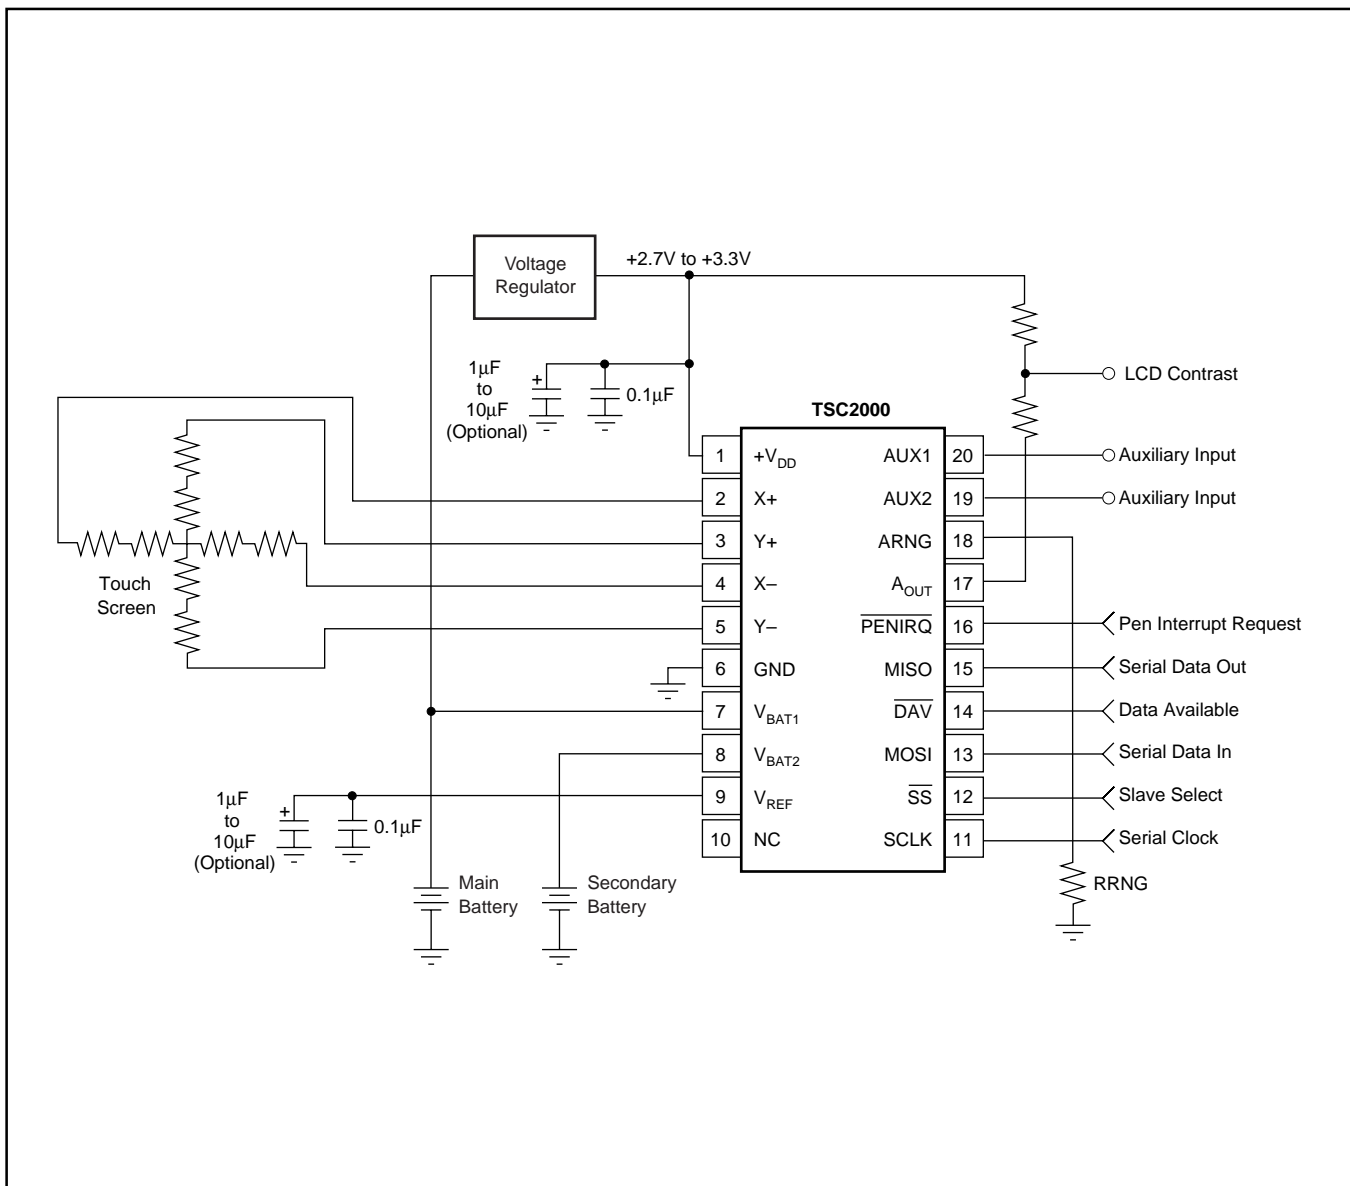 Voltage
Regulator
+2.7V to +3.3V
1µF
to
10µF
(Optional)
+
0.1µF
LCD Contrast
TSC2000
1 +VDD AUX1 20 Auxiliary Input
2 X+ AUX2 19 Auxiliary Input
3 Y+ ARNG 18
4 X– AOUT 17
5 Y– PENIRQ 16 Pen Interrupt Request
6 GND MISO 15 Serial Data Out
7 VBAT1 DAV 14 Data Available
8 VBAT2 MOSI 13 Serial Data In
9 VREF SS 12 Slave Select
10 NC SCLK 11 Serial Clock
Touch
Screen
1µF
to
10µF
(Optional)
+
0.1µF
Main
Battery
Secondary
Battery
RRNG